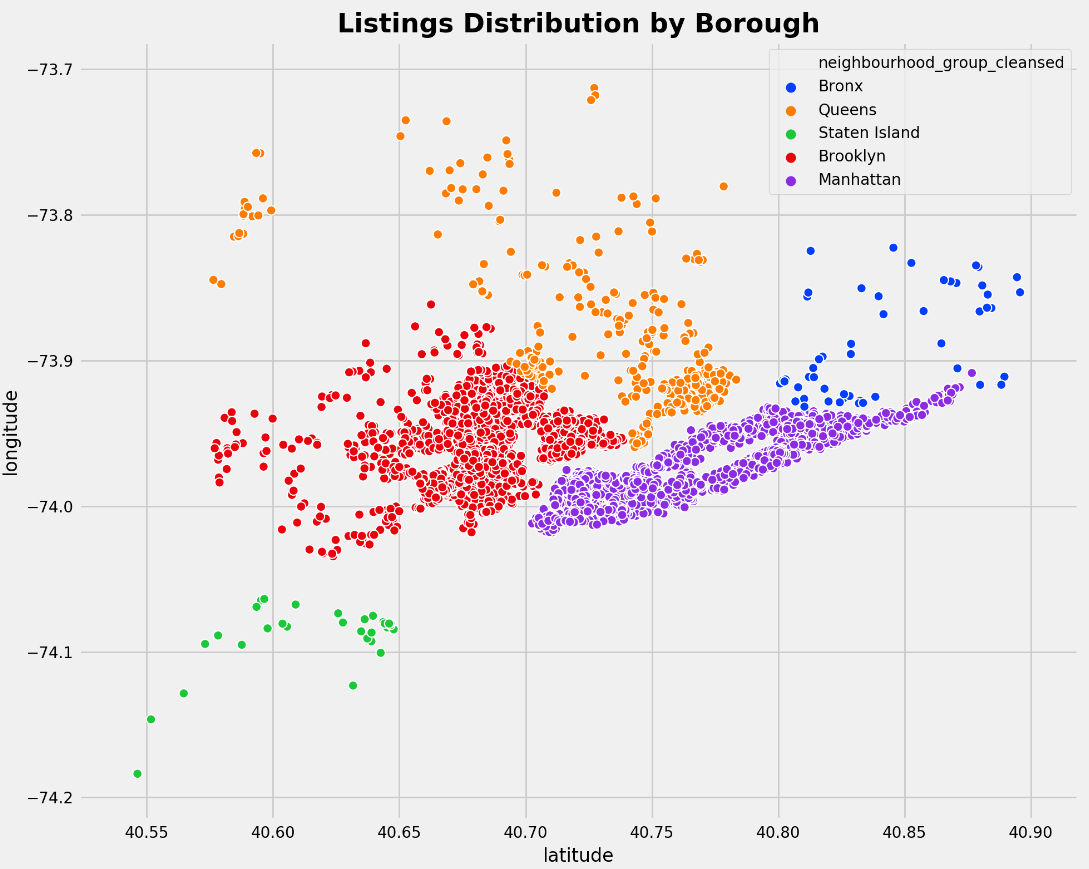 Listings Distribution by Borough
neighbourhood_group_cleansed
Bronx
Queens
Staten Island
Brooklyn
Manhattan
longitude
−73.7
−73.8
−73.9
−74.0
−74.1
−74.2
40.55 40.60 40.65 40.70 40.75 40.80 40.85 40.90
latitude